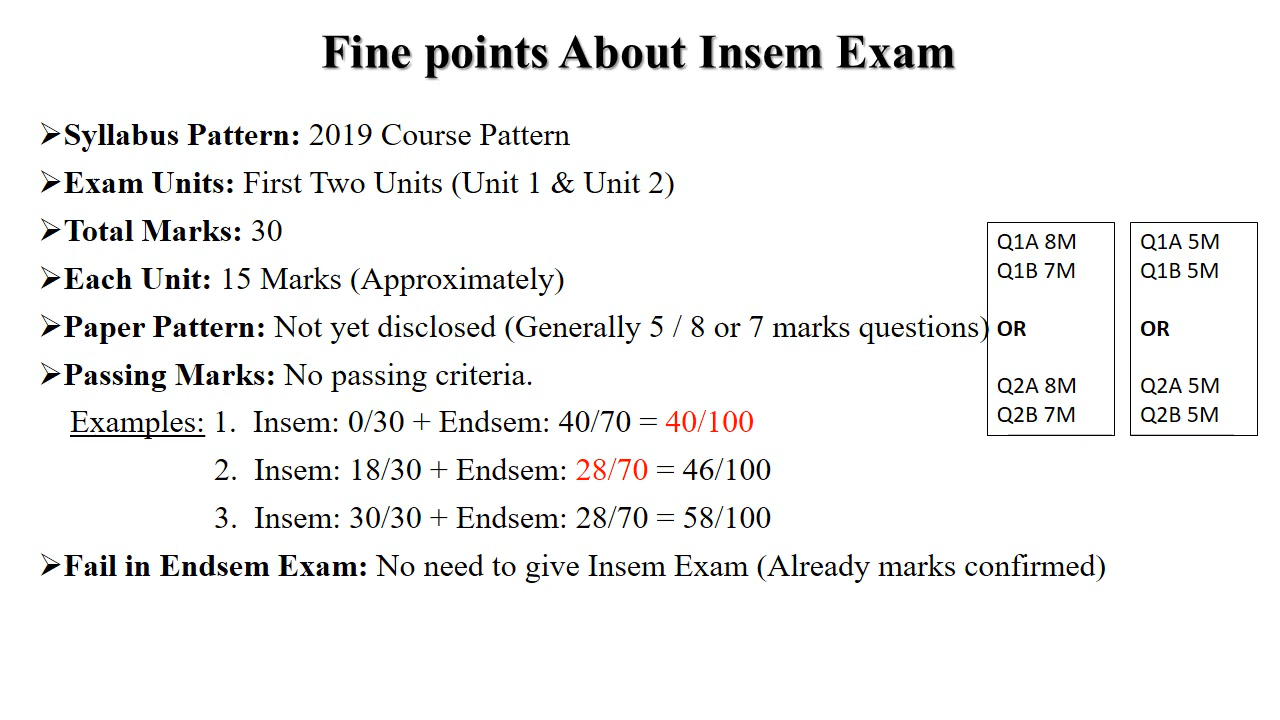 Fine points About Insem Exam
➢Syllabus Pattern: 2019 Course Pattern
➢Exam Units: First Two Units (Unit 1 & Unit 2)
➢Total Marks: 30
➢Each Unit: 15 Marks (Approximately)
➢Paper Pattern: Not yet disclosed (Generally 5 / 8 or 7 marks questions)
➢Passing Marks: No passing criteria.
Examples: 1. Insem: 0/30 + Endsem: 40/70 = 40/100
2. Insem: 18/30 + Endsem: 28/70 = 46/100
3. Insem: 30/30 + Endsem: 28/70 = 58/100
➢Fail in Endsem Exam: No need to give Insem Exam (Already marks confirmed)
Q1A 8M
Q1B 7M
OR
Q2A 8M
Q2B 7M
Q1A 5M
Q1B 5M
OR
Q2A 5M
Q2B 5M